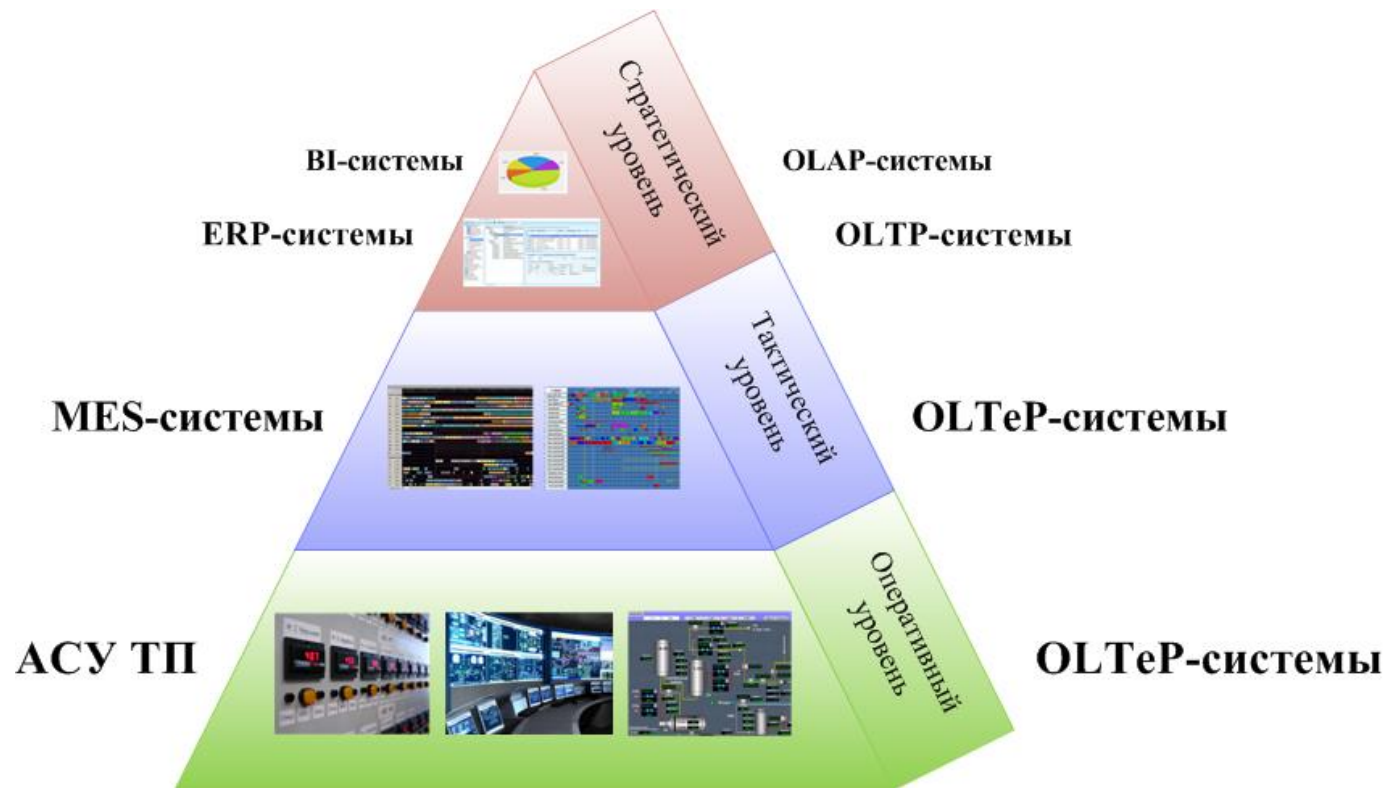 Стратегический
уровень
BI-системы
OLAP-системы
ERP-системы
OLTP-системы
Тактический
уровень
MES-системы
OLTeP-системы
Оперативный
уровень
АСУ ТП
OLTeP-системы